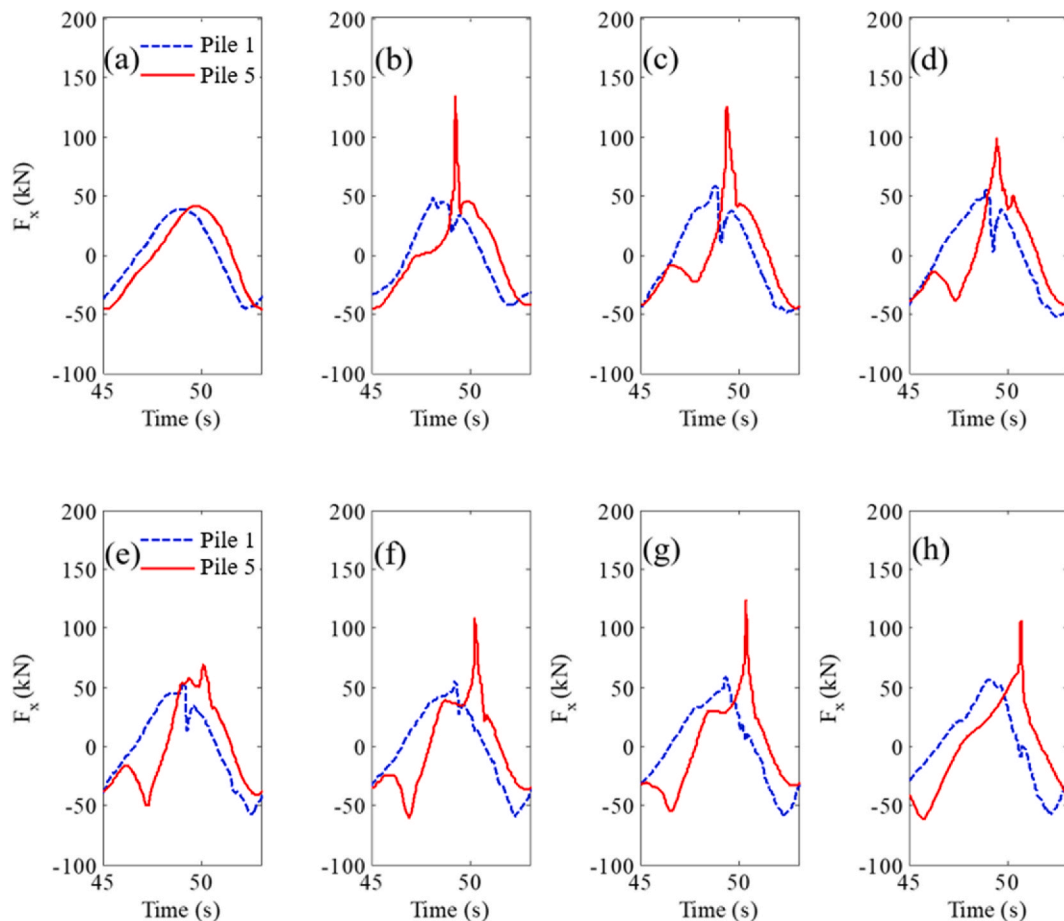 200 200 200 200
(a) Pile 1 (b) (c) (d)
Pile 5
150 150 150 150
100 100 100 100
F_x (kN)
50 50 50 50
0 0 0 0
-50 -50 -50 -50
-100 -100 -100 -100
45 50 45 50 45 50 45 50
Time (s) Time (s) Time (s) Time (s)
200 200 200 200
(e) Pile 1 (f) (g) (h)
Pile 5
150 150 150 150
100 100 100 100
F_x (kN) F_x (kN) F_x (kN) F_x (kN)
50 50 50 50
0 0 0 0
-50 -50 -50 -50
-100 -100 -100 -100
45 50 45 50 45 50 45 50
Time (s) Time (s) Time (s) Time (s)